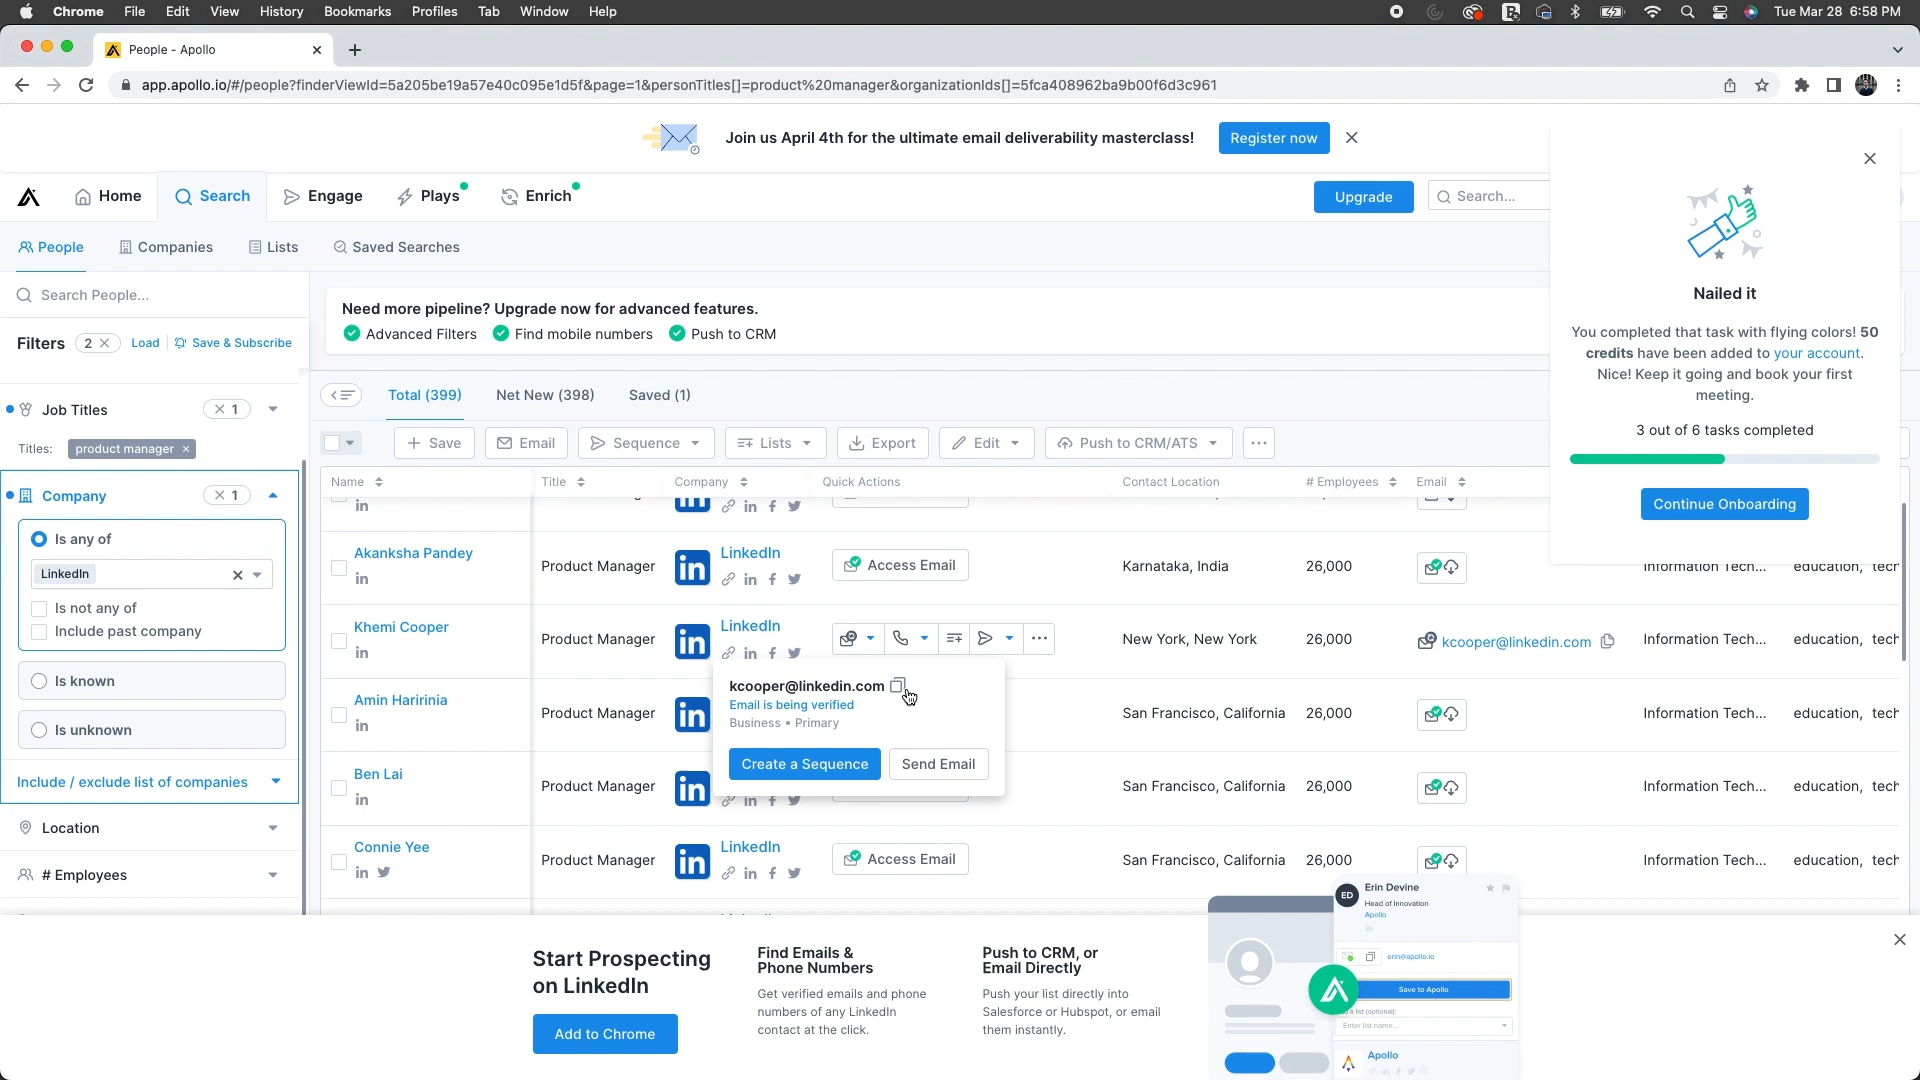 Chrome File Edit View History Bookmarks Profiles Tab Window Help Tue Mar 28 6:58 PM
People - Apollo
app.apollo.io/#/people?finderViewId=5a205be19a57e40c095e1d5f&page=1&personTitles[]=product%20manager&organizationIds[]=5fca408962ba9b00f6d3c961
Join us April 4th for the ultimate email deliverability masterclass! Register now
Home Search Engage Plays Enrich Upgrade Search...
People Companies Lists Saved Searches
Search People...
Filters 2 Load Save & Subscribe
Job Titles 1
Titles: product manager
Company 1
Is any of
LinkedIn
Is not any of
Include past company
Is known
Is unknown
Include / exclude list of companies
Location
# Employees
Need more pipeline? Upgrade now for advanced features.
Advanced Filters Find mobile numbers Push to CRM
Total (399) Net New (398) Saved (1)
Save Email Sequence Lists Export Edit Push to CRM/ATS
Name Title Company Quick Actions Contact Location # Employees Email
Akanksha Pandey Product Manager LinkedIn Access Email Karnataka, India 26,000 Information Tech... education, tech
Khemi Cooper Product Manager LinkedIn New York, New York 26,000 kcooper@linkedin.com Information Tech... education, tech
kcooper@linkedin.com
Email is being verified
Business • Primary
Create a Sequence Send Email
Amin Haririnia Product Manager San Francisco, California 26,000 Information Tech... education, tech
Ben Lai Product Manager San Francisco, California 26,000 Information Tech... education, tech
Connie Yee Product Manager LinkedIn Access Email San Francisco, California 26,000 Information Tech... education, tech
Nailed it
You completed that task with flying colors! 50
credits have been added to your account.
Nice! Keep it going and book your first
meeting.
3 out of 6 tasks completed
Continue Onboarding
Start Prospecting
on LinkedIn
Add to Chrome
Find Emails &
Phone Numbers
Get verified emails and phone
numbers of any LinkedIn
contact at the click.
Push to CRM, or
Email Directly
Push your list directly into
Salesforce or Hubspot, or email
them instantly.
ED Erin Devine
Head of Innovation
Apollo
erin@apollo.io
Save to Apollo
a list (optional):
Enter list name...
Apollo